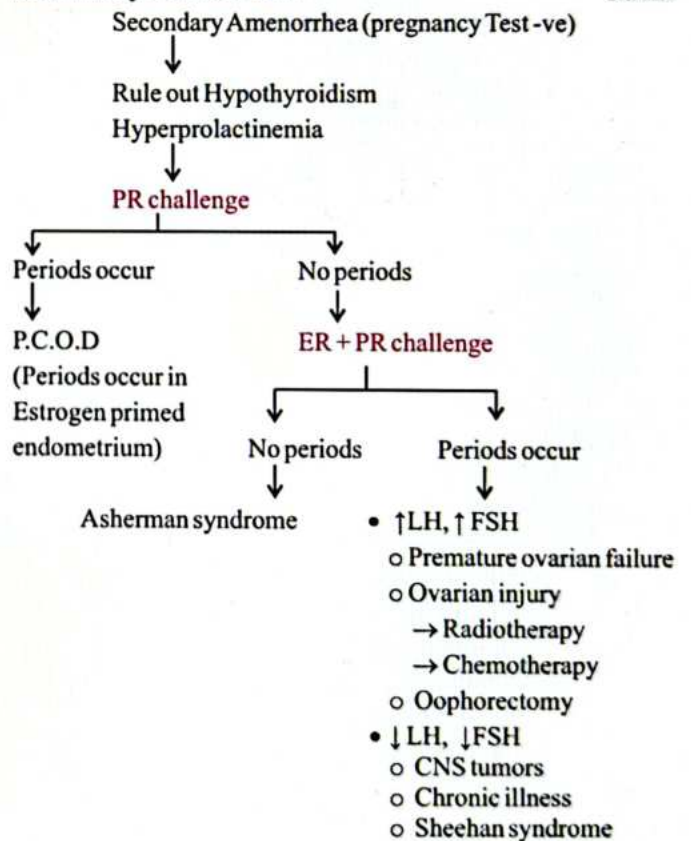 Secondary Amenorrhea (pregnancy Test -ve)
Rule out Hypothyroidism
Hyperprolactinemia
PR challenge
Periods occur
No periods
P.C.O.D
(Periods occur in
Estrogen primed
endometrium)
ER + PR challenge
No periods
Periods occur
Asherman syndrome
• ↑LH, ↑ FSH
o Premature ovarian failure
o Ovarian injury
→ Radiotherapy
→ Chemotherapy
o Oophorectomy
• ↓ LH, ↓FSH
o CNS tumors
o Chronic illness
o Sheehan syndrome